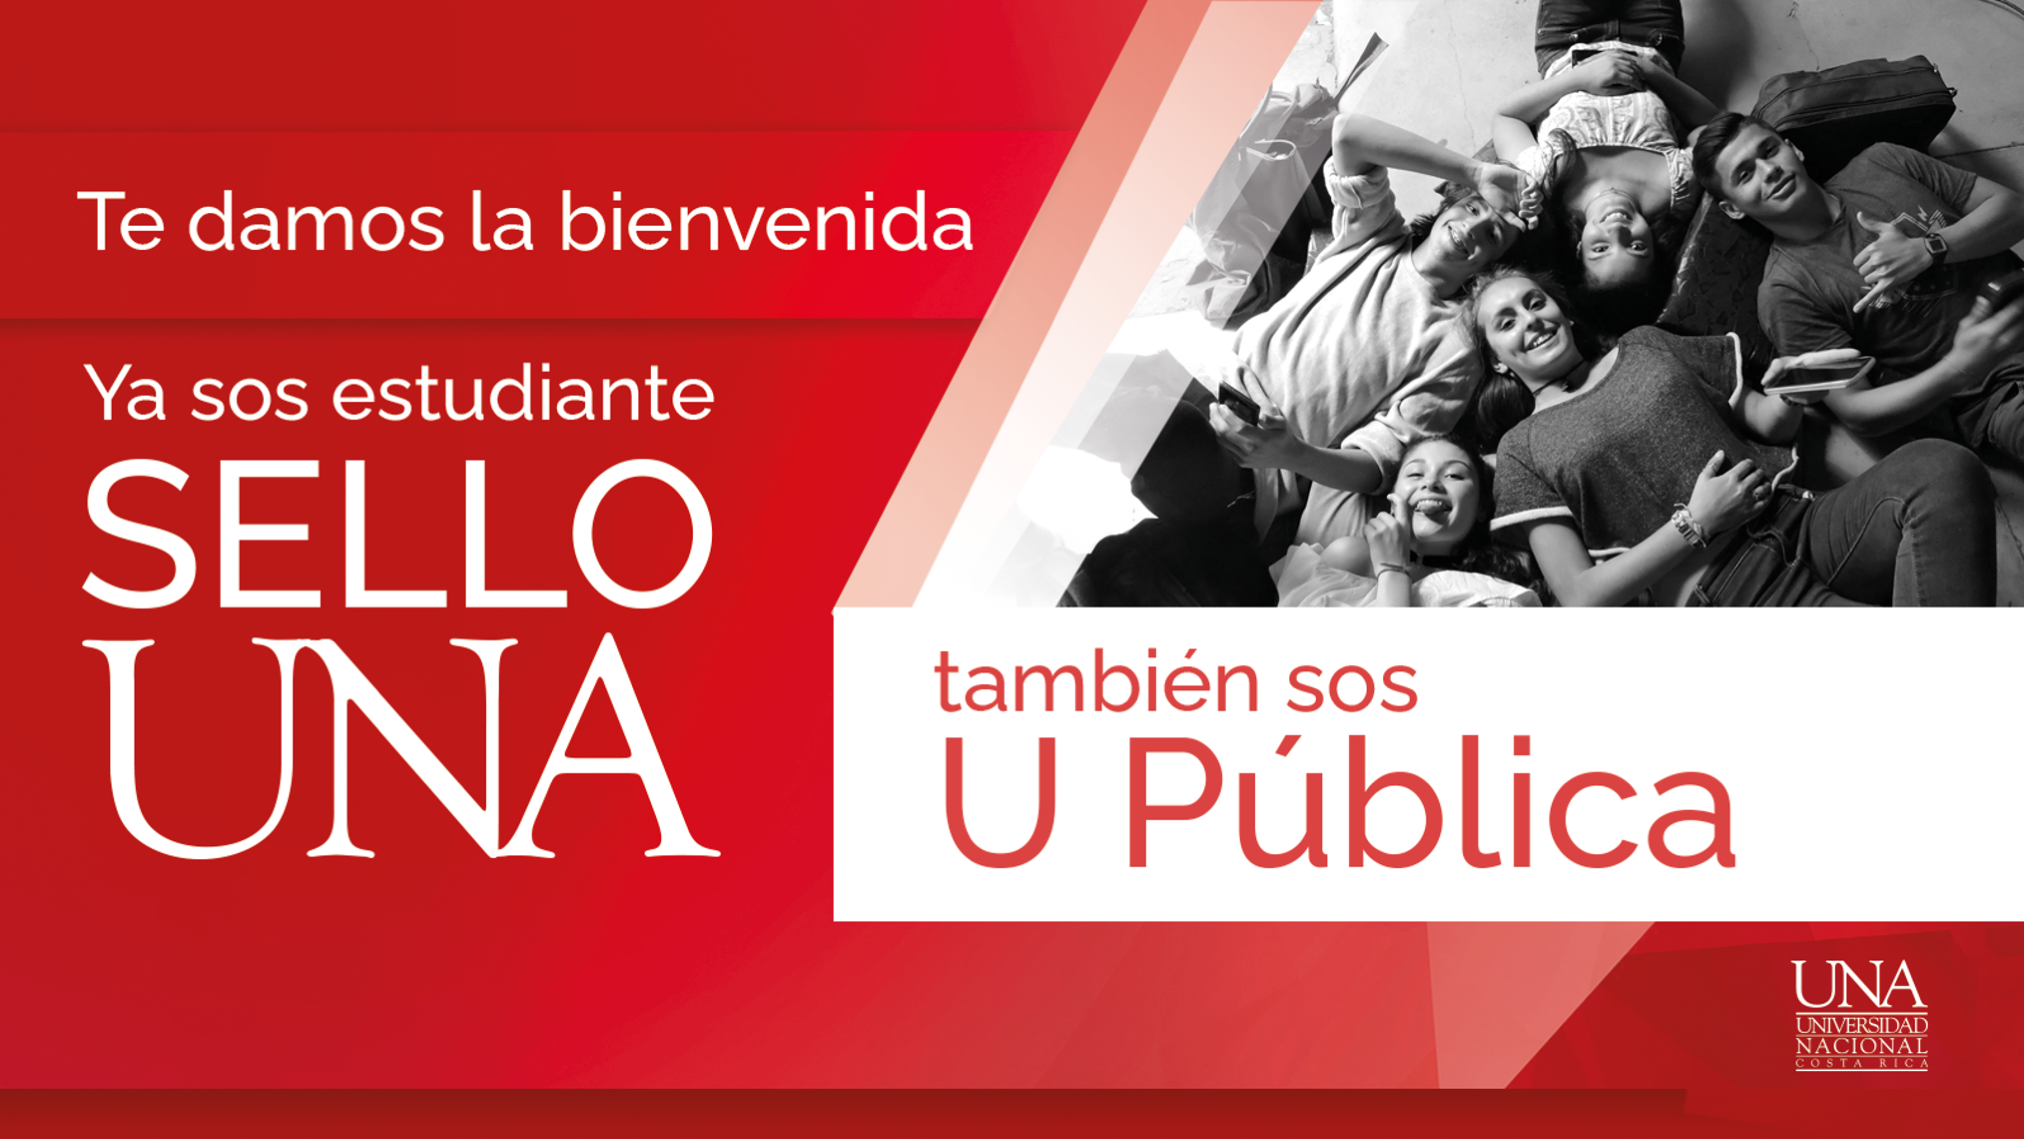 Te damos la bienvenida
Ya sos estudiante
SELLO
UNA
también sos
U Pública
UNA
UNIVERSIDAD
NACIONAL
COSTA RICA